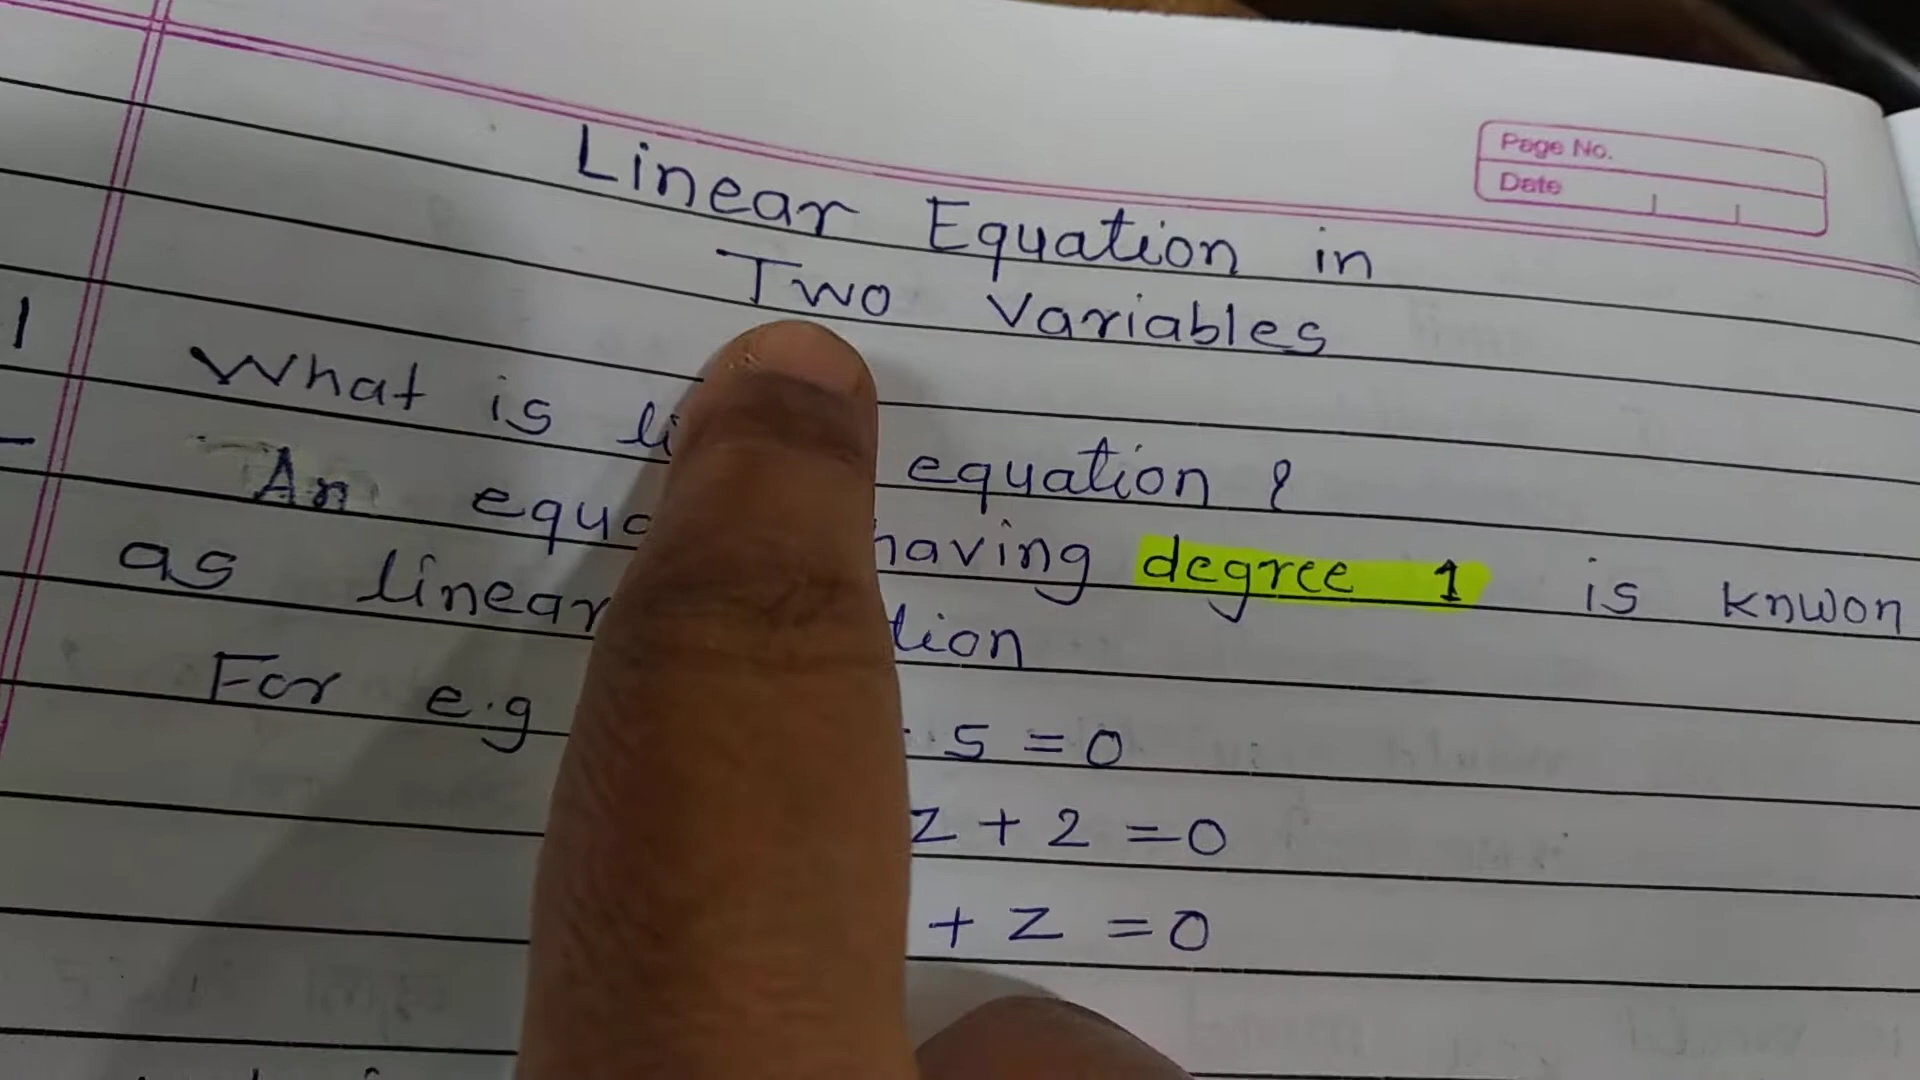 Page No.
Date
Linear Equation in
Two Variables
1 What is equation ?
An having degree 1 is knwon
as linear
For e.g 5 = 0
z + 2 = 0
+ z = 0